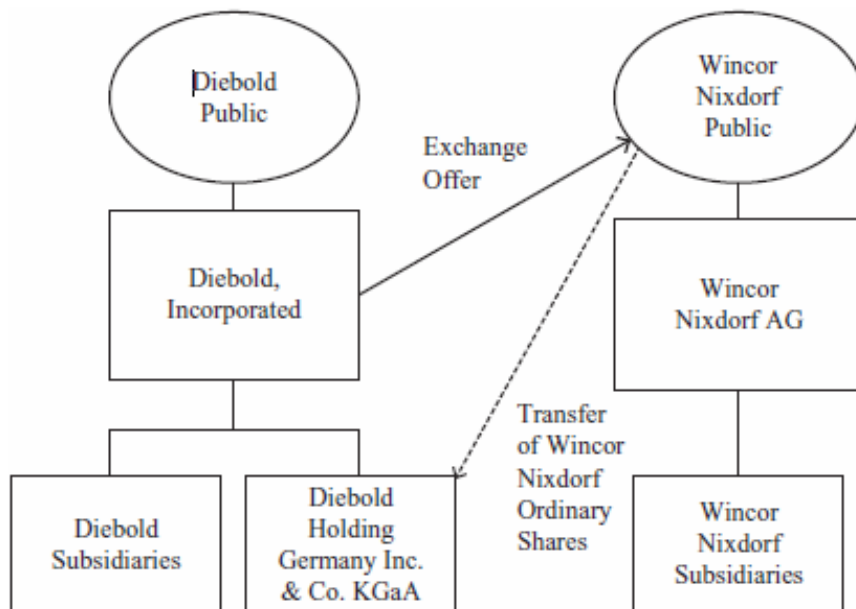 Diebold
Public
Wincor
Nixdorf
Public
Exchange
Offer
Diebold,
Incorporated
Wincor
Nixdorf AG
Transfer
of Wincor
Nixdorf
Ordinary
Shares
Diebold
Subsidiaries
Diebold
Holding
Germany Inc.
& Co. KGaA
Wincor
Nixdorf
Subsidiaries